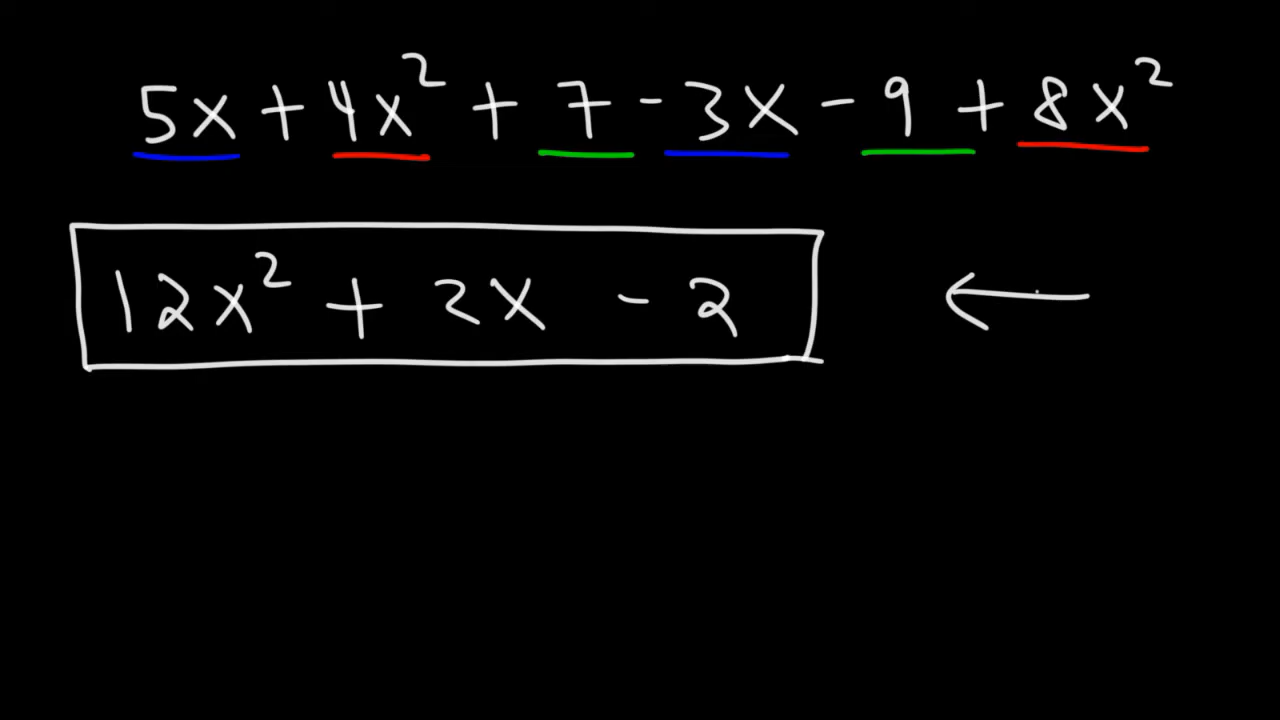 5x + 4x² + 7 - 3x - 9 + 8x²
12x² + 2x - 2